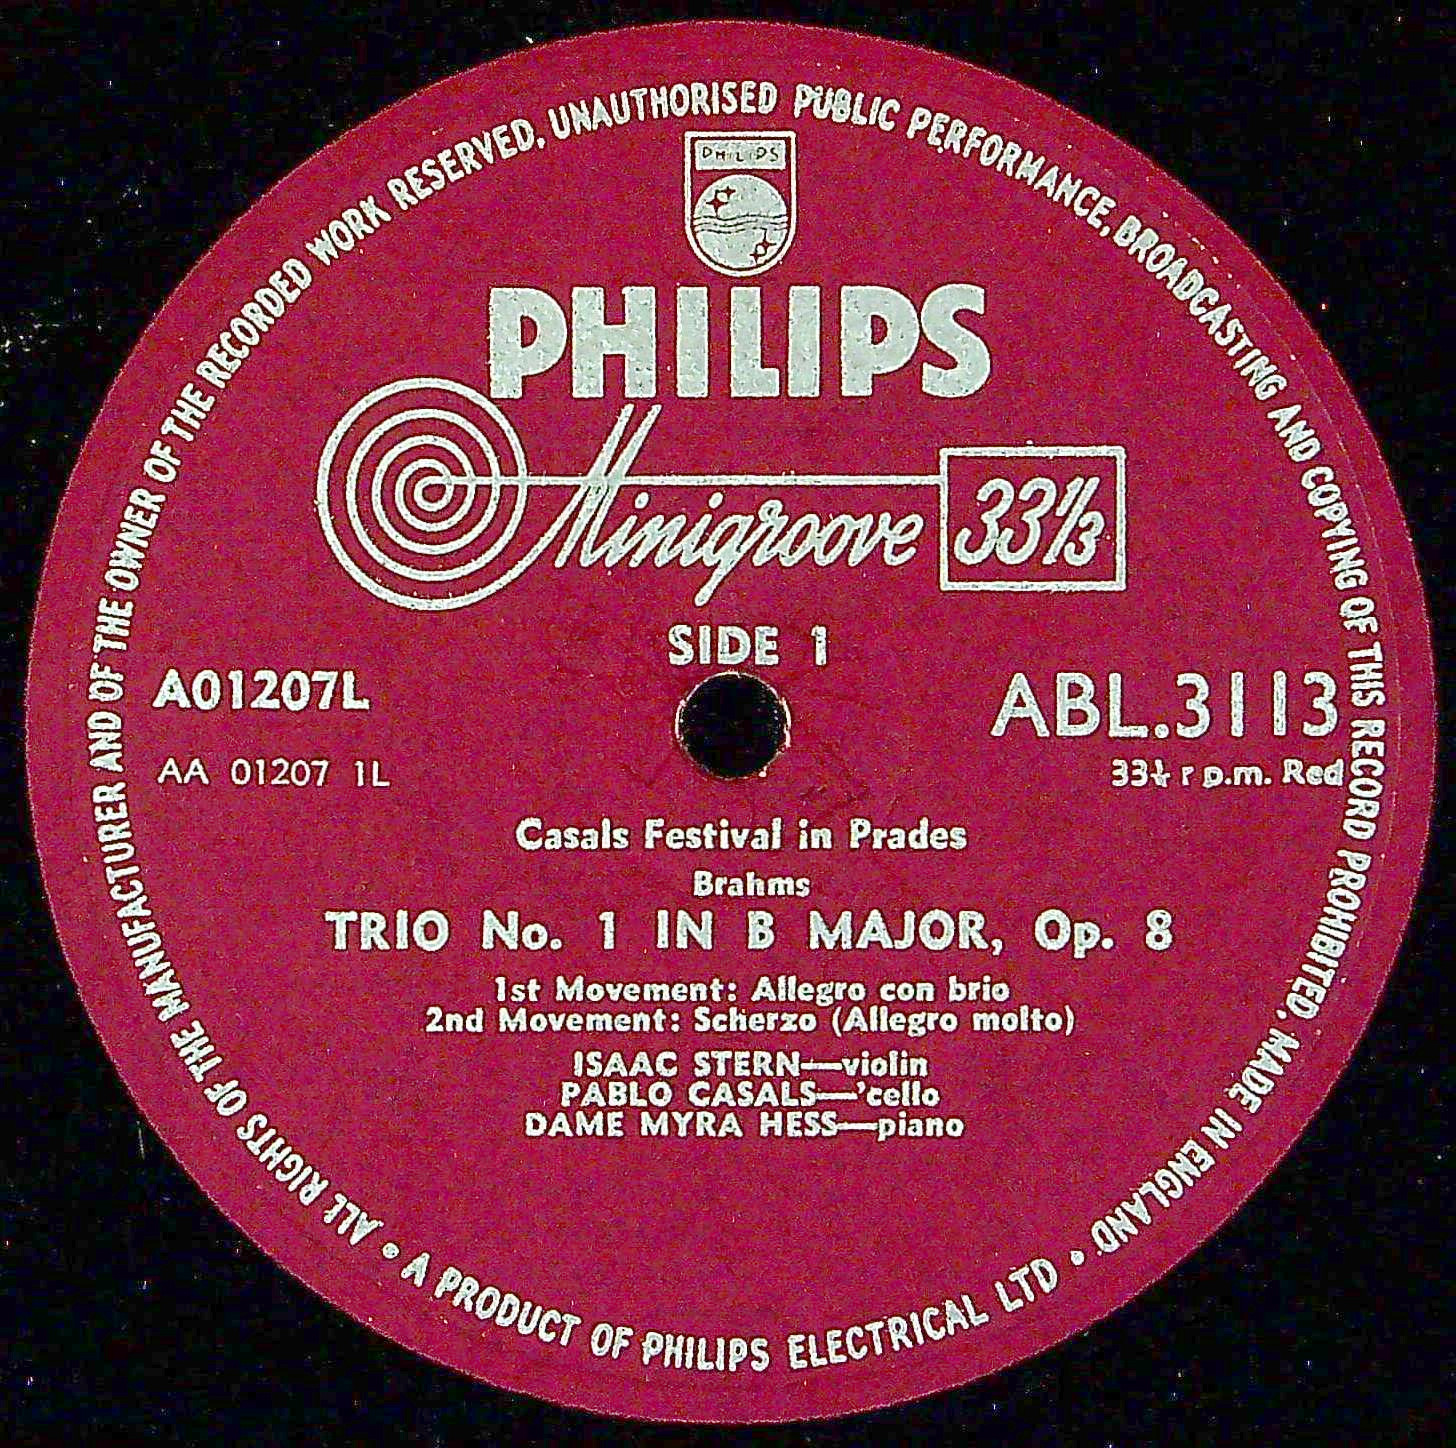 ALL RIGHTS OF THE MANUFACTURER AND OF THE OWNER OF THE RECORDED WORK RESERVED, UNAUTHORISED PUBLIC PERFORMANCE, BROADCASTING AND COPYING OF THIS RECORD PROHIBITED. MADE IN ENGLAND •
PHILIPS
PHILIPS
Minigroove 33⅓
SIDE 1
A01207L
ABL.3113
AA 01207 1L
33⅓ r p.m. Red
Casals Festival in Prades
Brahms
TRIO No. 1 IN B MAJOR, Op. 8
1st Movement: Allegro con brio
2nd Movement: Scherzo (Allegro molto)
ISAAC STERN—violin
PABLO CASALS—'cello
DAME MYRA HESS—piano
• A PRODUCT OF PHILIPS ELECTRICAL LTD